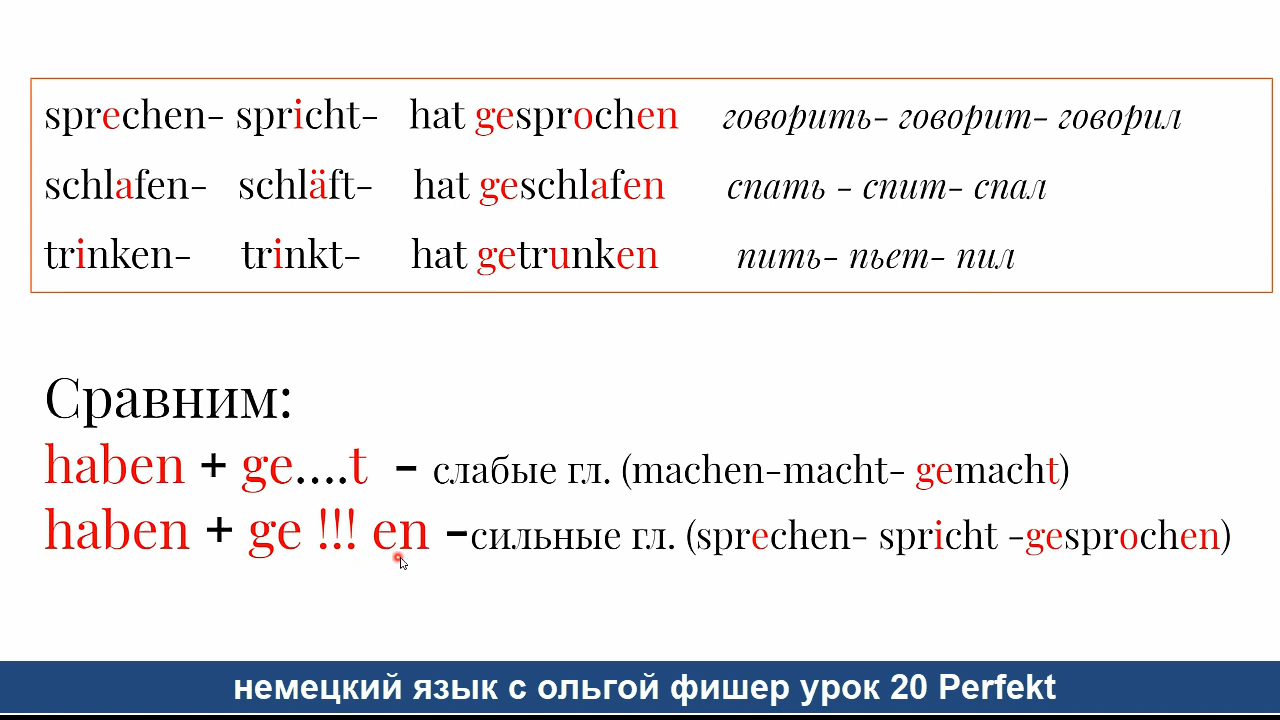 sprechen- spricht- hat gesprochen говорить- говорит- говорил
schlafen- schläft- hat geschlafen спать - спит- спал
trinken- trinkt- hat getrunken пить- пьет- пил
Сравним:
haben + ge....t - слабые гл. (machen-macht- gemacht)
haben + ge !!! en -сильные гл. (sprechen- spricht -gesprochen)
немецкий язык с ольгой фишер урок 20 Perfekt